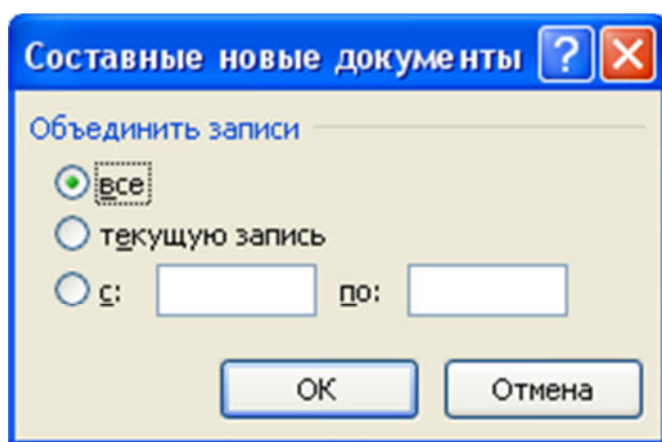 Составные новые документы ?
Объединить записи
все
текущую запись
с: по:
ОК Отмена